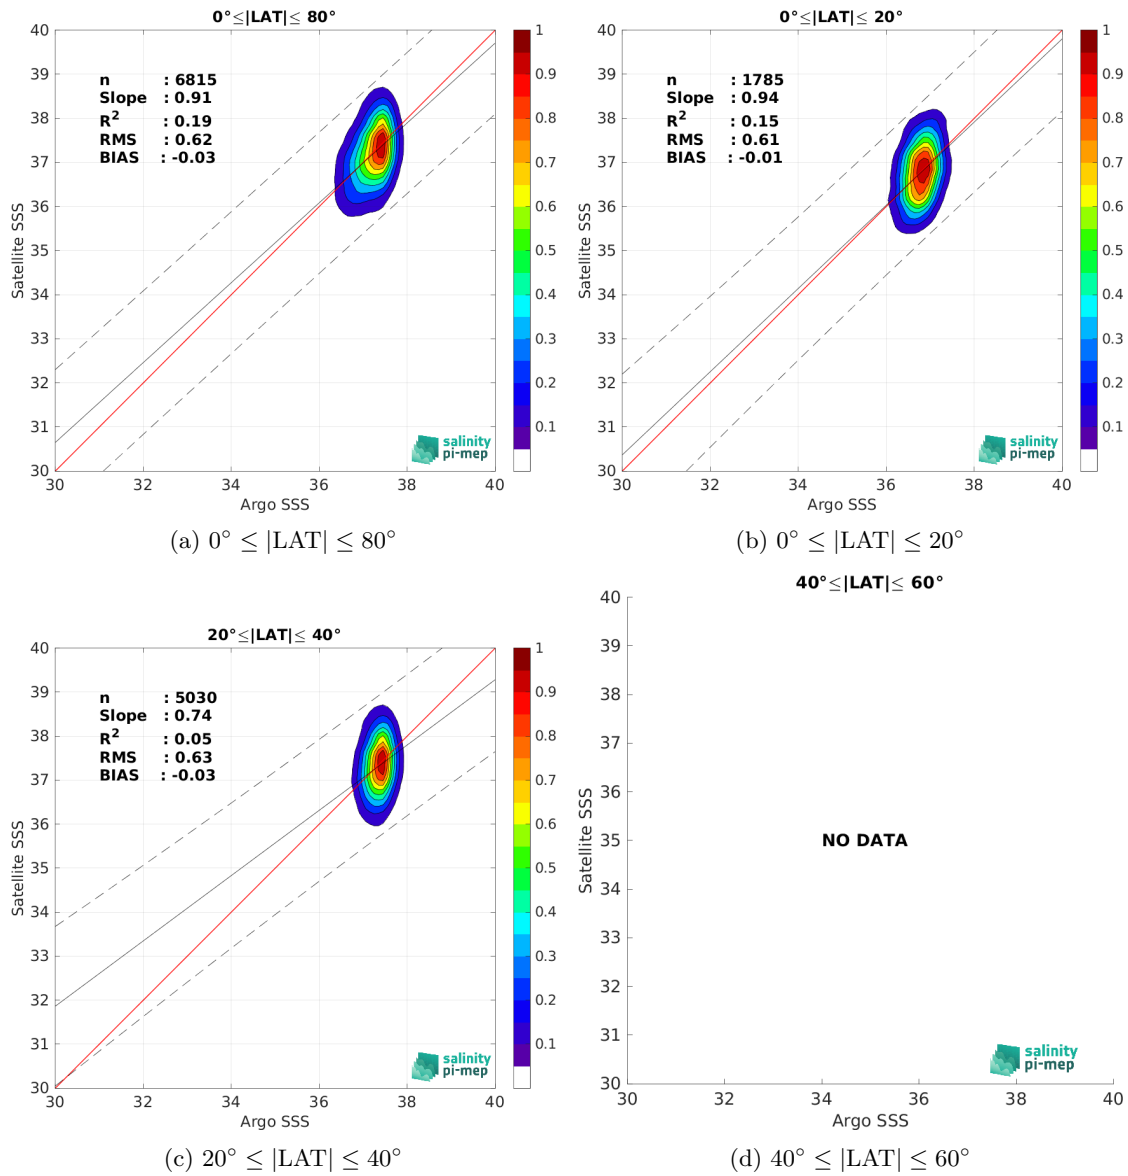 0°≤|LAT|≤ 80°
40
39
38
37
36
35
34
33
32
31
30
Satellite SSS
n : 6815
Slope : 0.91
R² : 0.19
RMS : 0.62
BIAS : -0.03
salinity
pi-mep
30 32 34 36 38 40
Argo SSS
1
0.9
0.8
0.7
0.6
0.5
0.4
0.3
0.2
0.1
(a) 0° ≤ |LAT| ≤ 80°
0°≤|LAT|≤ 20°
40
39
38
37
36
35
34
33
32
31
30
Satellite SSS
n : 1785
Slope : 0.94
R² : 0.15
RMS : 0.61
BIAS : -0.01
salinity
pi-mep
30 32 34 36 38 40
Argo SSS
1
0.9
0.8
0.7
0.6
0.5
0.4
0.3
0.2
0.1
(b) 0° ≤ |LAT| ≤ 20°
20°≤|LAT|≤ 40°
40
39
38
37
36
35
34
33
32
31
30
Satellite SSS
n : 5030
Slope : 0.74
R² : 0.05
RMS : 0.63
BIAS : -0.03
salinity
pi-mep
30 32 34 36 38 40
Argo SSS
1
0.9
0.8
0.7
0.6
0.5
0.4
0.3
0.2
0.1
(c) 20° ≤ |LAT| ≤ 40°
40°≤|LAT|≤ 60°
40
39
38
37
36
35
34
33
32
31
30
Satellite SSS
NO DATA
salinity
pi-mep
30 32 34 36 38 40
Argo SSS
(d) 40° ≤ |LAT| ≤ 60°